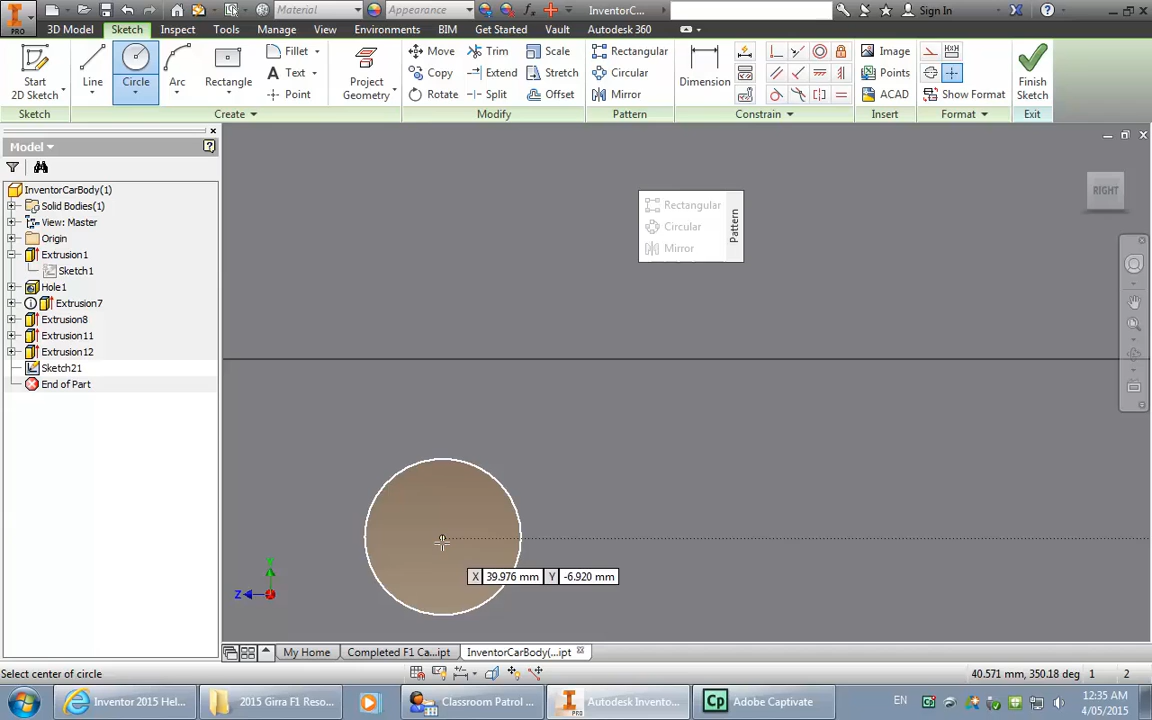 Material
Appearance
InventorC...
Sign In
PRO
3D Model
Sketch
Inspect
Tools
Manage
View
Environments
BIM
Get Started
Vault
Autodesk 360
Start
2D Sketch
Line
Circle
Arc
Rectangle
Fillet
Text
Point
Project
Geometry
Move
Copy
Rotate
Trim
Extend
Split
Scale
Stretch
Offset
Rectangular
Circular
Mirror
Dimension
Image
Points
ACAD
Show Format
Finish
Sketch
Sketch
Create
Modify
Pattern
Constrain
Insert
Format
Exit
Model
InventorCarBody(1)
Solid Bodies(1)
View: Master
Origin
Extrusion1
Sketch1
Hole1
Extrusion7
Extrusion8
Extrusion11
Extrusion12
Sketch21
End of Part
Rectangular
Circular
Mirror
Pattern
RIGHT
X 39.976 mm Y -6.920 mm
Z
My Home
Completed F1 Ca...ipt
InventorBody(...ipt
Select center of circle
40.571 mm, 350.18 deg 1 2
Inventor 2015 Hel...
2015 Girra F1 Reso...
Classroom Patrol ...
Autodesk Invento...
Adobe Captivate
EN
12:35 AM
4/05/2015